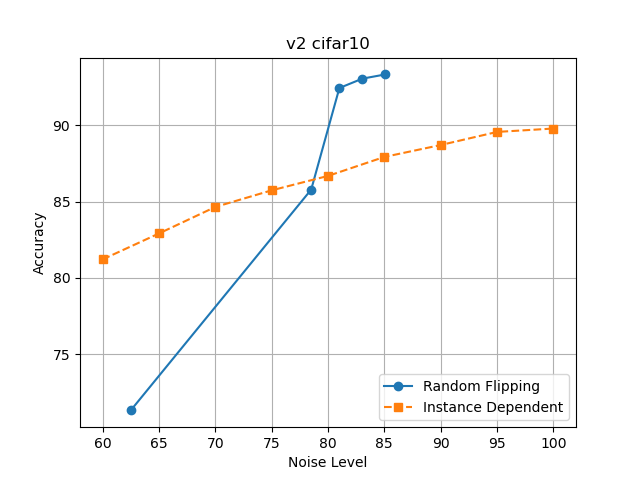 v2 cifar10
Accuracy
90
85
80
75
60 65 70 75 80 85 90 95 100
Noise Level
Random Flipping
Instance Dependent